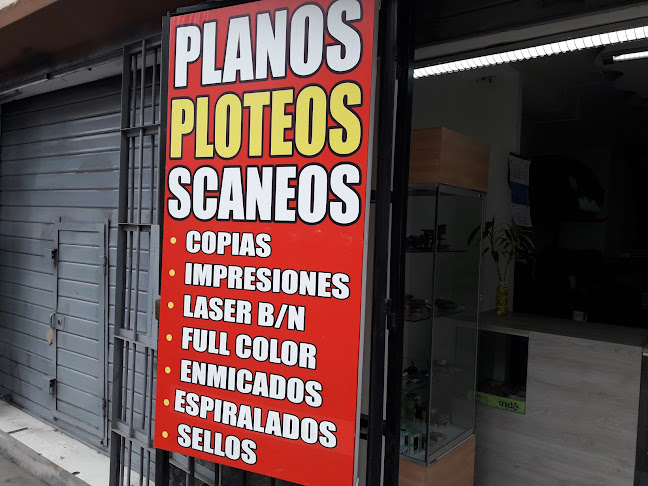 PLANOS
PLOTEOS
SCANEOS
• COPIAS
• IMPRESIONES
• LASER B/N
• FULL COLOR
• ENMICADOS
• ESPIRALADOS
• SELLOS